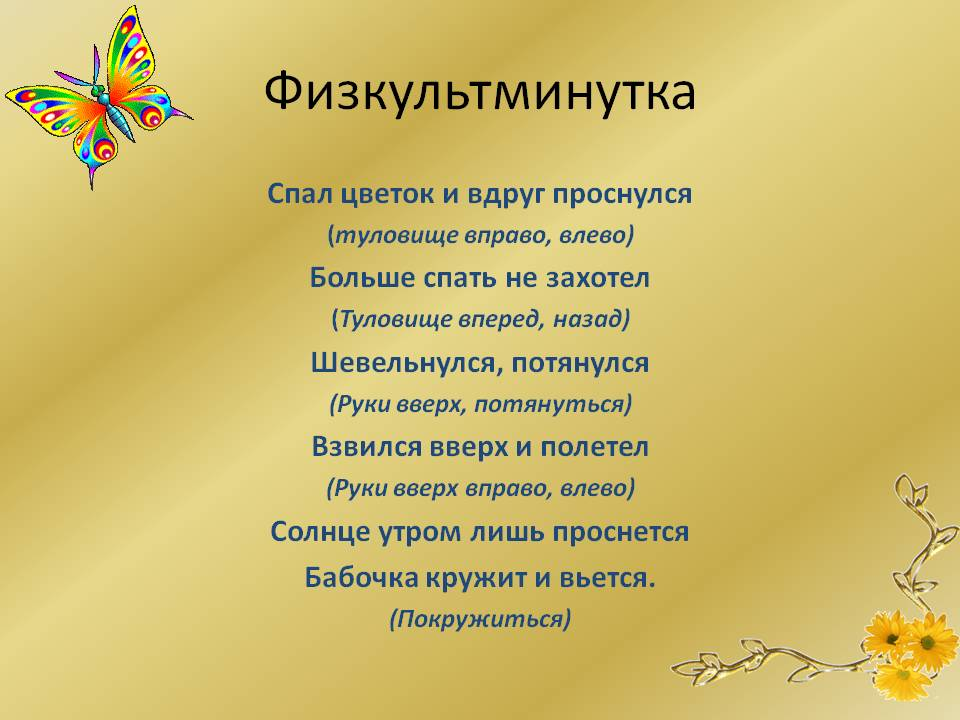 Физкультминутка
Спал цветок и вдруг проснулся
(туловище вправо, влево)
Больше спать не захотел
(Туловище вперед, назад)
Шевельнулся, потянулся
(Руки вверх, потянуться)
Взвился вверх и полетел
(Руки вверх вправо, влево)
Солнце утром лишь проснется
Бабочка кружит и вьется.
(Покружиться)